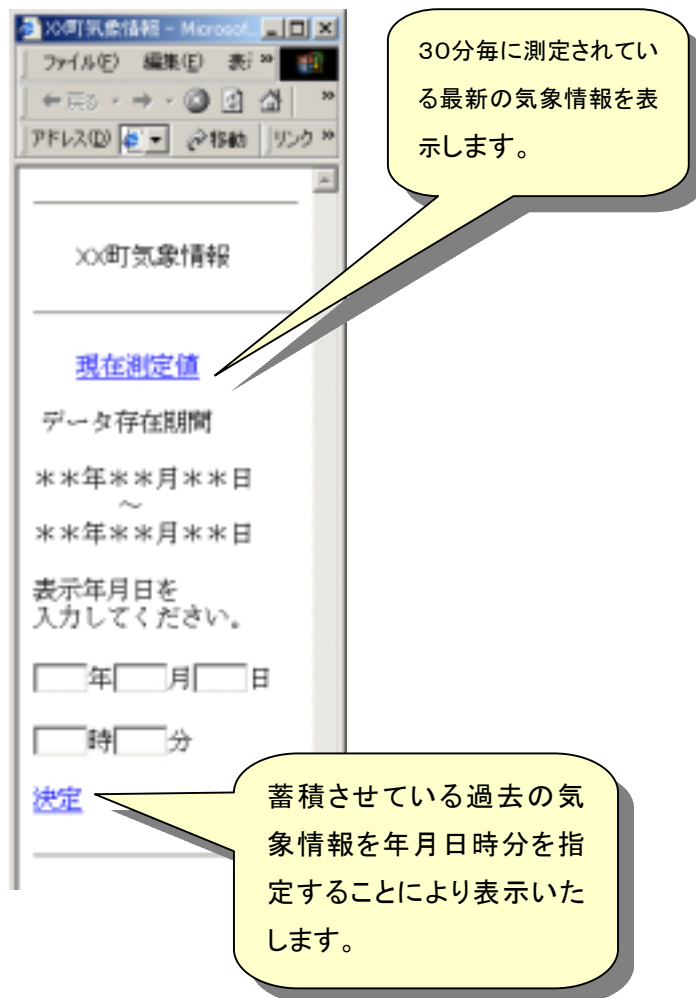 ××町気象情報 - Microsof...
ファイル(F) 編集(E) 表示 »
←戻る » 
アドレス(D) 移動 リンク »
30分毎に測定されてい
る最新の気象情報を表
示します。
××町気象情報
現在測定値
データ存在期間
＊＊年＊＊月＊＊日
～
＊＊年＊＊月＊＊日
表示年月日を
入力してください。
年 月 日
時 分
決定
蓄積させている過去の気
象情報を年月日時分を指
定することにより表示いた
します。